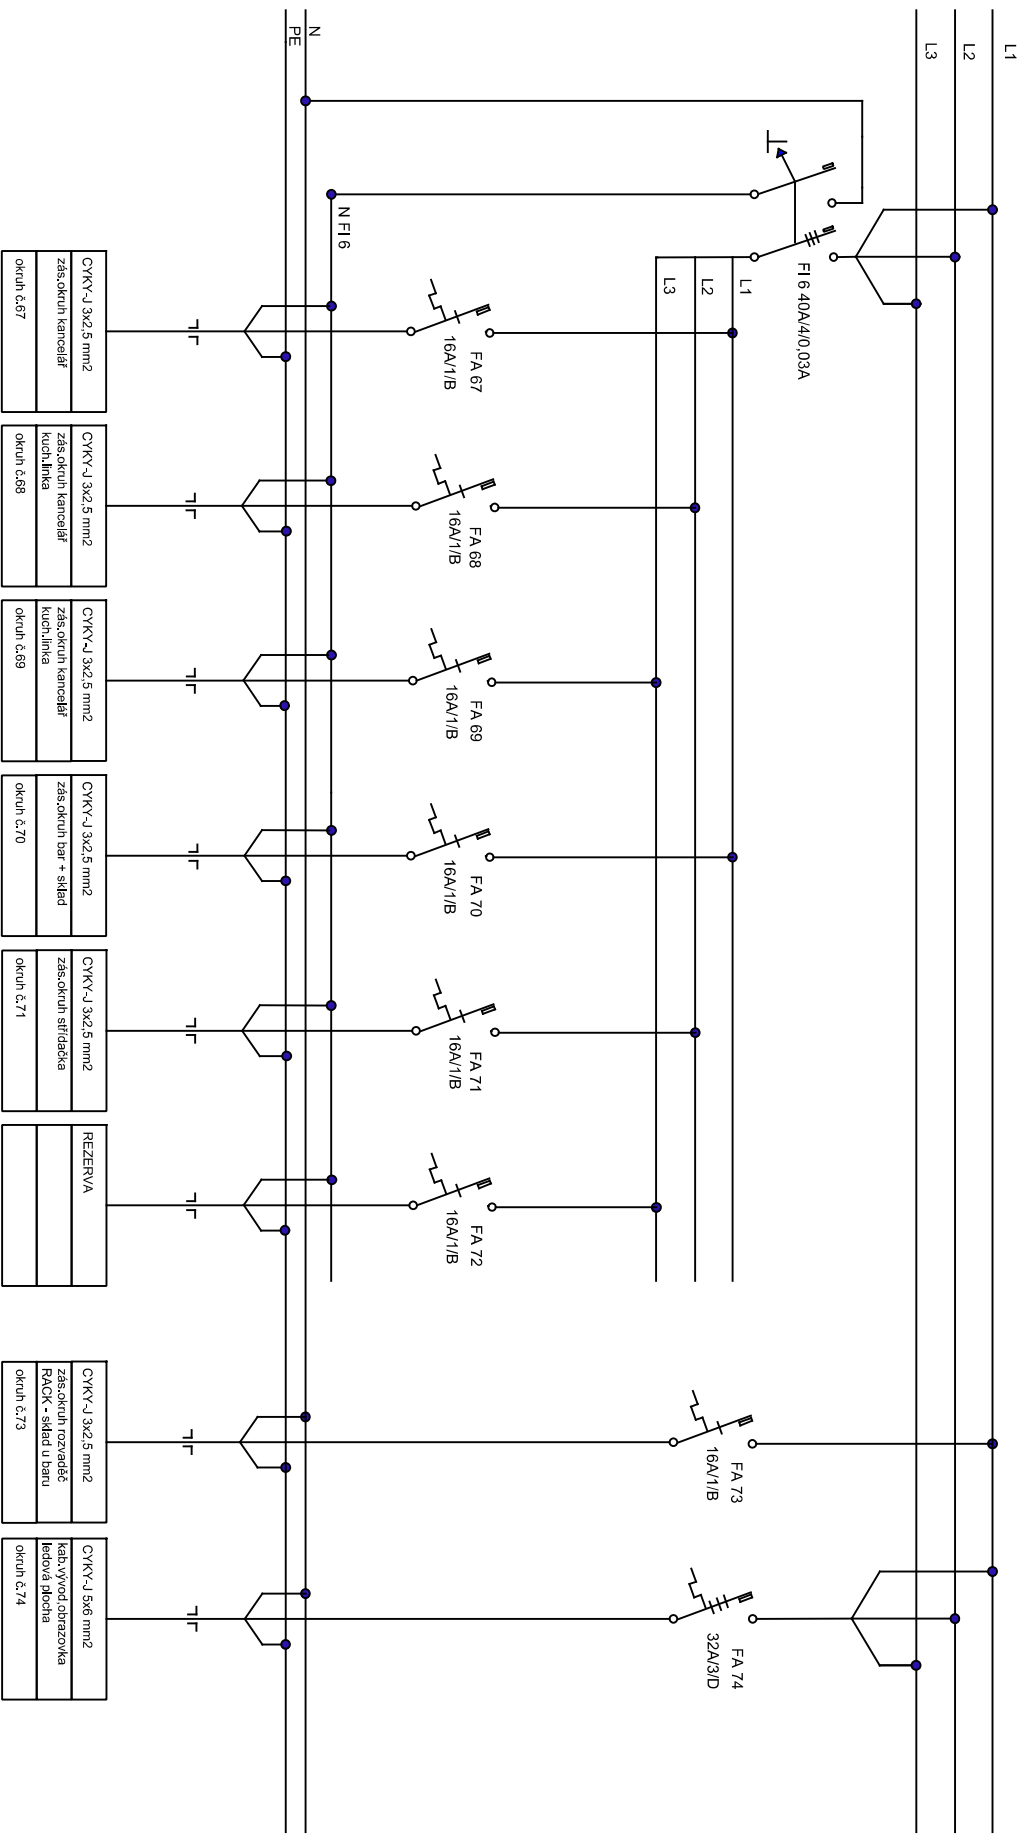 L1
L2
L3
N
PE
FI 6 40A/4/0,03A
N FI 6
L1
L2
L3
FA 67
16A/1/B
FA 68
16A/1/B
FA 69
16A/1/B
FA 70
16A/1/B
FA 71
16A/1/B
FA 72
16A/1/B
FA 73
16A/1/B
FA 74
32A/3/D
CYKY-J 3x2,5 mm2
zás.okruh kancelář
okruh č.67
CYKY-J 3x2,5 mm2
zás.okruh kancelář
kuch.linka
okruh č.68
CYKY-J 3x2,5 mm2
zás.okruh kancelář
kuch.linka
okruh č.69
CYKY-J 3x2,5 mm2
zás.okruh bar + sklad
okruh č.70
CYKY-J 3x2,5 mm2
zás.okruh střídačka
okruh č.71
REZERVA
CYKY-J 3x2,5 mm2
zás.okruh rozvaděč
RACK - sklad u baru
okruh č.73
CYKY-J 5x6 mm2
kab.vývod,obrazovka
ledová plocha
okruh č.74